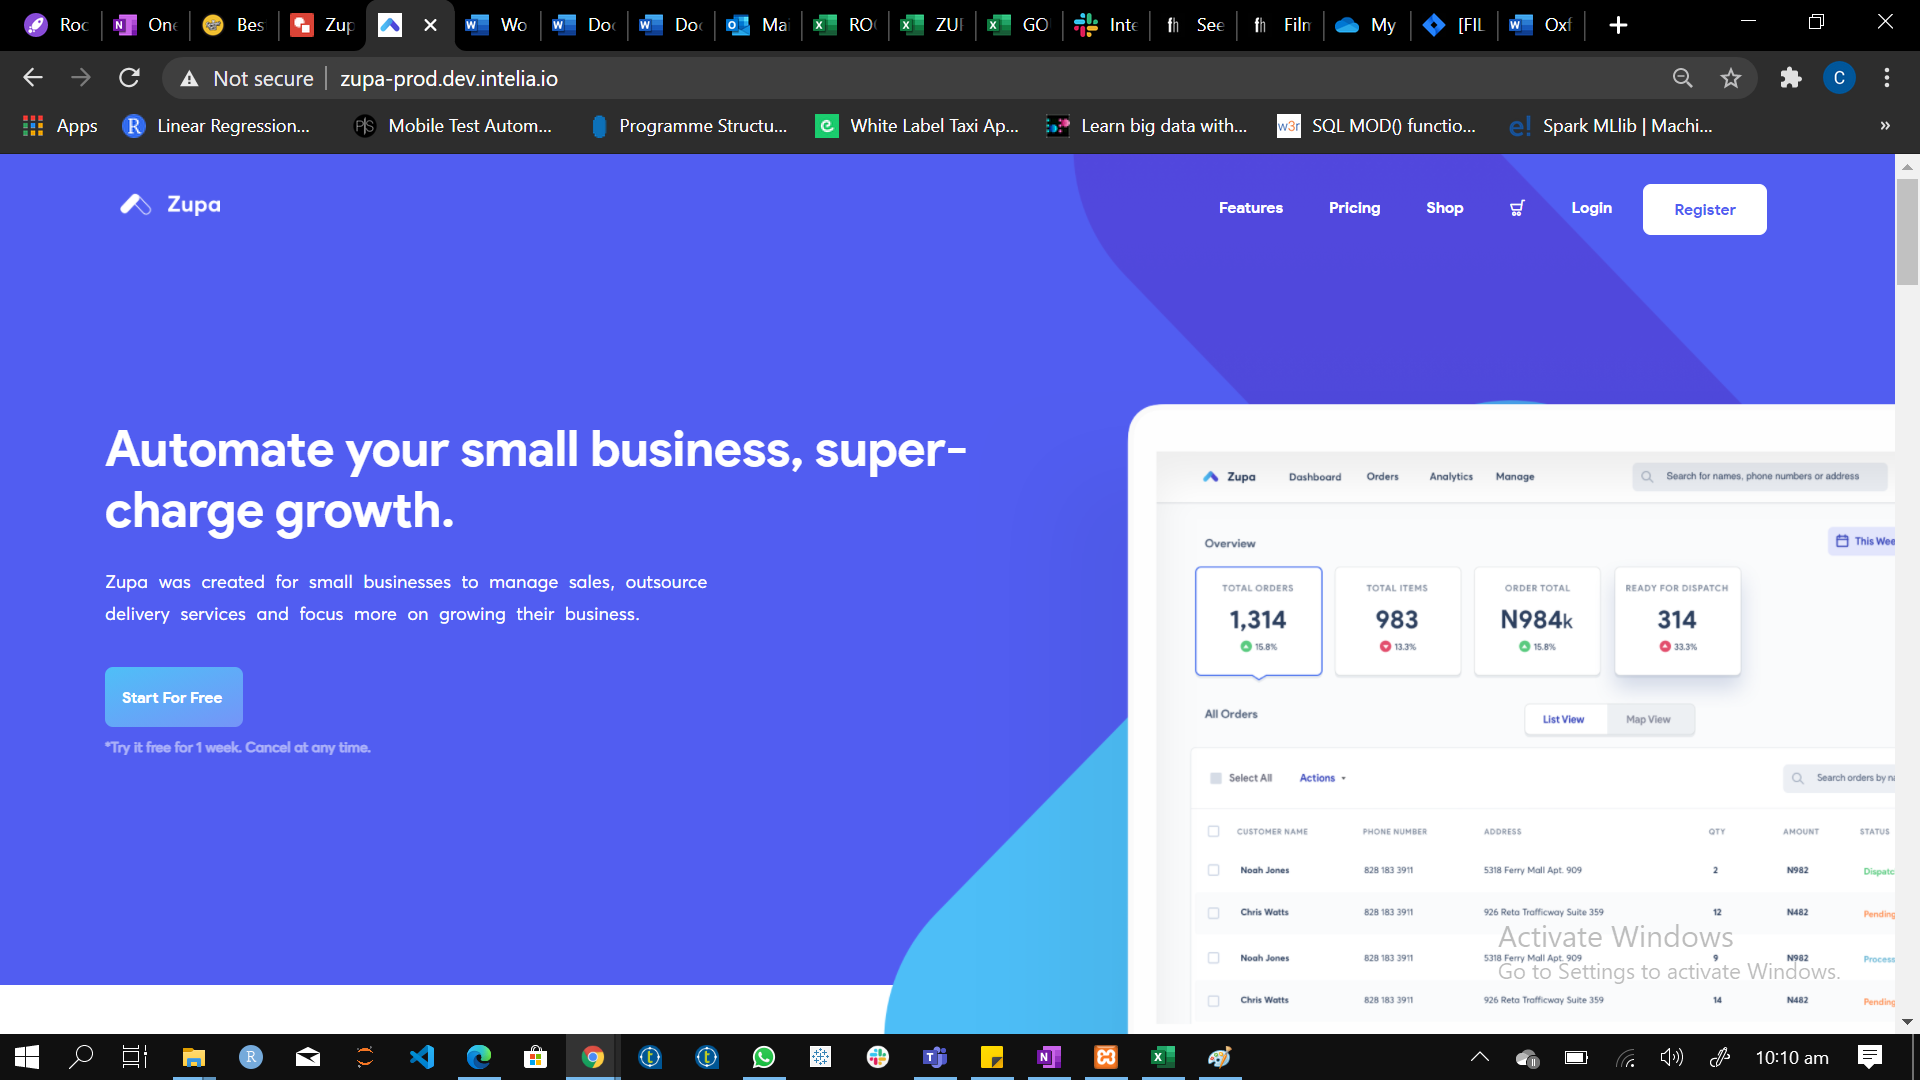 Roc
One
Bes
Zup
Wo
Doc
Doc
Ma
RO
ZUP
GO
Inte
See
Film
My
[FIL
Oxf
Not secure
zupa-prod.dev.intelia.io
C
Apps
Linear Regression...
Mobile Test Autom...
Programme Structu...
White Label Taxi Ap...
Learn big data with...
SQL MOD() functio...
Spark MLlib | Machi...
»
Zupa
Features
Pricing
Shop
Login
Register
Automate your small business, super-
charge growth.
Zupa was created for small businesses to manage sales, outsource
delivery services and focus more on growing their business.
Start For Free
*Try it free for 1 week. Cancel at any time.
Zupa Dashboard Orders Analytics Manage Search for names, phone numbers or address
Overview
This Wee
TOTAL ORDERS
1,314
15.8%
TOTAL ITEMS
983
13.3%
ORDER TOTAL
N984k
15.8%
READY FOR DISPATCH
314
33.3%
All Orders
List View
Map View
Select All
Actions
Search orders by na
CUSTOMER NAME PHONE NUMBER ADDRESS QTY AMOUNT STATUS
Noah Jones 828 183 3911 5318 Ferry Mall Apt. 909 2 N982 Dispatc
Chris Watts 828 183 3911 926 Reta Trafficway Suite 359 12 N482 Pending
Noah Jones 828 183 3911 5318 Ferry Mall Apt. 909 9 N982 Process
Chris Watts 828 183 3911 926 Reta Trafficway Suite 359 14 N482 Pending
Activate Windows
Go to Settings to activate Windows.
10:10 am